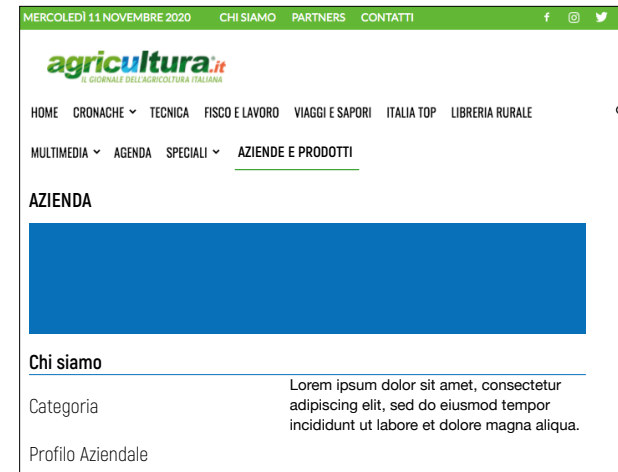 MERCOLEDÌ 11 NOVEMBRE 2020 CHI SIAMO PARTNERS CONTATTI
agricultura.it
IL GIORNALE DELL'AGRICOLTURA ITALIANA
HOME CRONACHE TECNICA FISCO E LAVORO VIAGGI E SAPORI ITALIA TOP LIBRERIA RURALE
MULTIMEDIA AGENDA SPECIALI AZIENDE E PRODOTTI
AZIENDA
Chi siamo
Categoria
Profilo Aziendale
Lorem ipsum dolor sit amet, consectetur
adipiscing elit, sed do eiusmod tempor
incididunt ut labore et dolore magna aliqua.